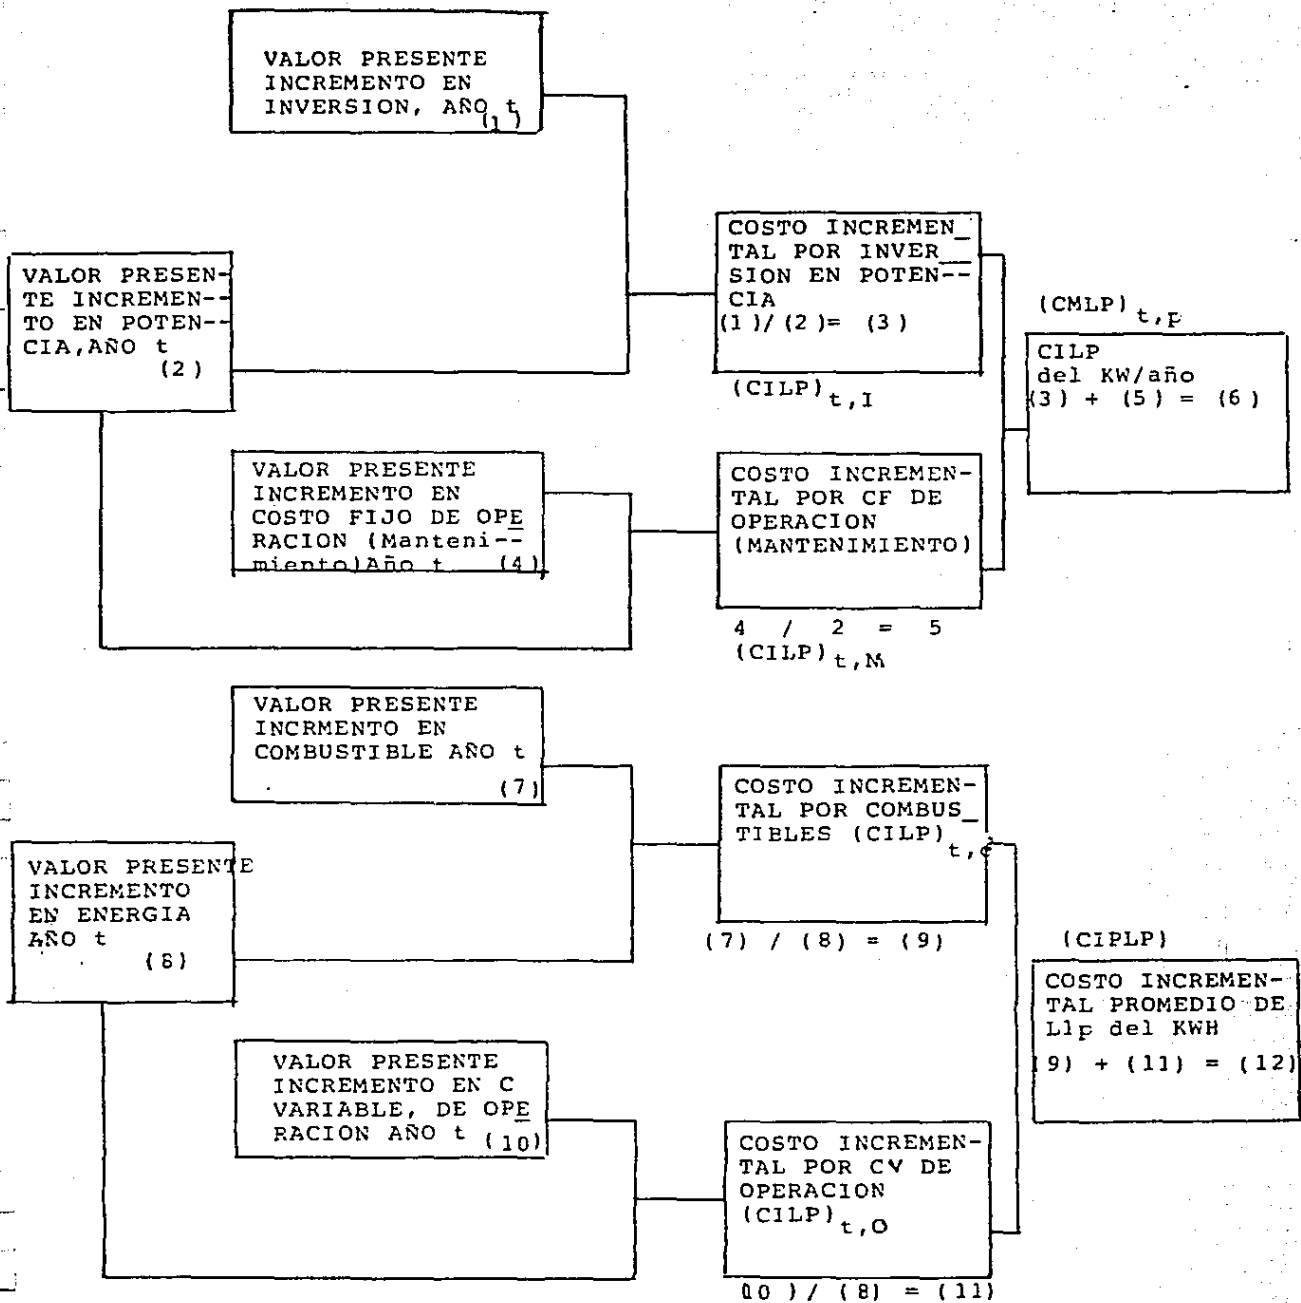 VALOR PRESENTE
INCREMENTO EN
INVERSION, AÑO t
(1)
VALOR PRESEN-
TE INCREMEN--
TO EN POTEN--
CIA,AÑO t
(2)
COSTO INCREMEN_
TAL POR INVER__
SION EN POTEN--
CIA
(1)/(2)= (3)
(CILP) t,I
(CMLP) t,p
CILP
del KW/año
(3) + (5) = (6)
VALOR PRESENTE
INCREMENTO EN
COSTO FIJO DE OPE
RACION (Manteni--
miento)Año t (4)
COSTO INCREMEN-
TAL POR CF DE
OPERACION
(MANTENIMIENTO)
4 / 2 = 5
(CILP) t,M
VALOR PRESENTE
INCRMENTO EN
COMBUSTIBLE AÑO t
(7)
VALOR PRESENTE
INCREMENTO
EN ENERGIA
AÑO t
(8)
COSTO INCREMEN-
TAL POR COMBUS_
TIBLES (CILP) t,c
(7) / (8) = (9)
(CIPLP)
COSTO INCREMEN-
TAL PROMEDIO DE
Llp del KWH
9) + (11) = (12)
VALOR PRESENTE
INCREMENTO EN C
VARIABLE, DE OPE
RACION AÑO t (10)
COSTO INCREMEN-
TAL POR CV DE
OPERACION
(CILP) t,O
(10 )/ (8) = (11)